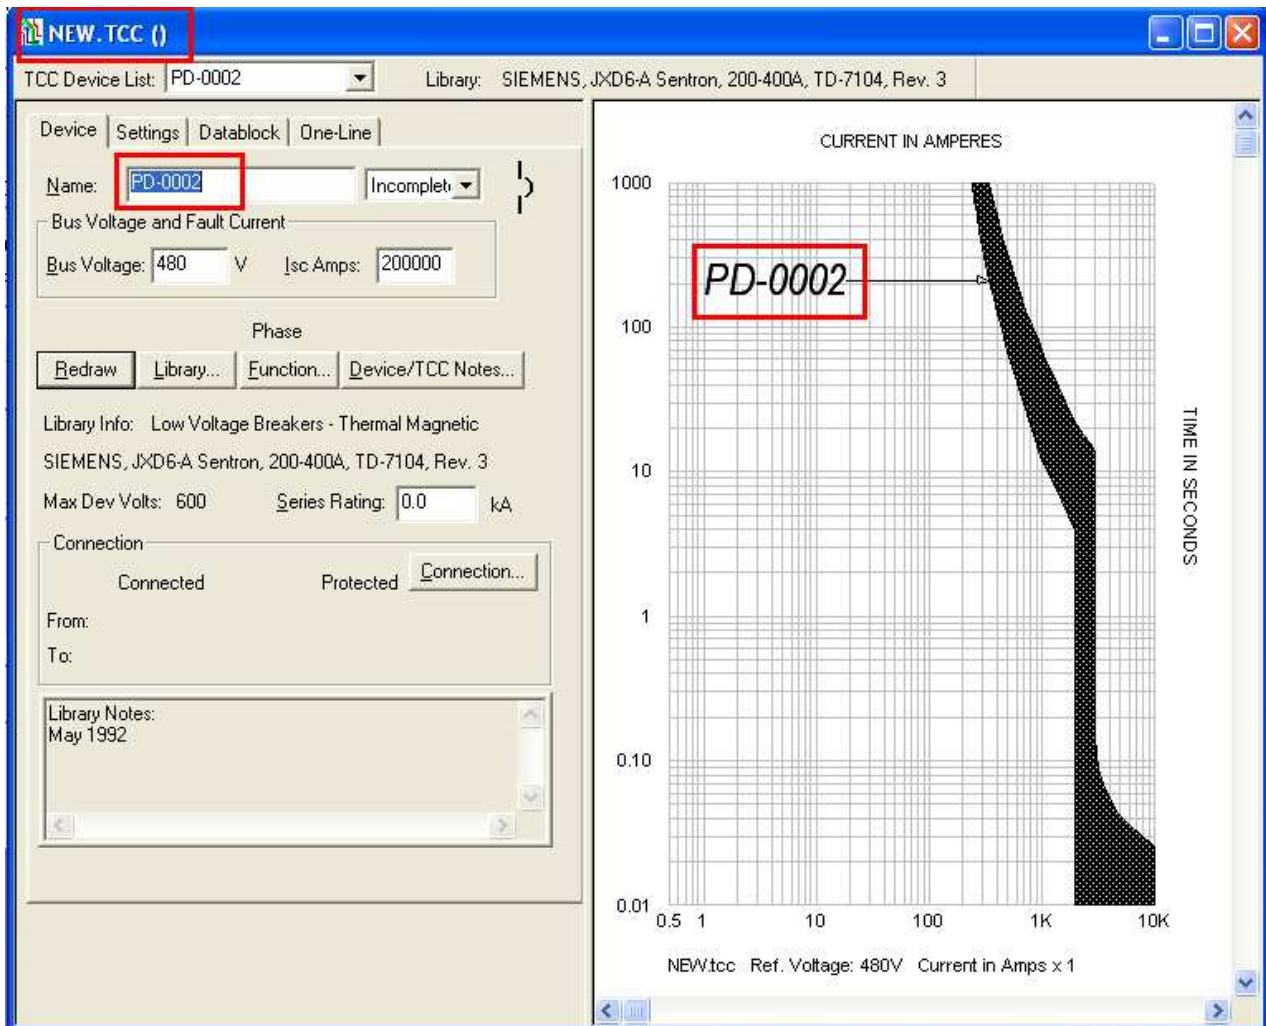 NEW.TCC ()
TCC Device List: PD-0002 Library: SIEMENS, JXD6-A Sentron, 200-400A, TD-7104, Rev. 3
Device Settings Datablock One-Line
Name: PD-0002 Incomplet
Bus Voltage and Fault Current
Bus Voltage: 480 V Isc Amps: 200000
Phase
Redraw Library... Function... Device/TCC Notes...
Library Info: Low Voltage Breakers - Thermal Magnetic
SIEMENS, JXD6-A Sentron, 200-400A, TD-7104, Rev. 3
Max Dev Volts: 600 Series Rating: 0.0 kA
Connection
Connected Protected Connection...
From:
To:
Library Notes:
May 1992
CURRENT IN AMPERES
1000
PD-0002
100
10
1
0.10
0.01
0.5 1 10 100 1K 10K
TIME IN SECONDS
NEW.tcc Ref. Voltage: 480V Current in Amps x 1